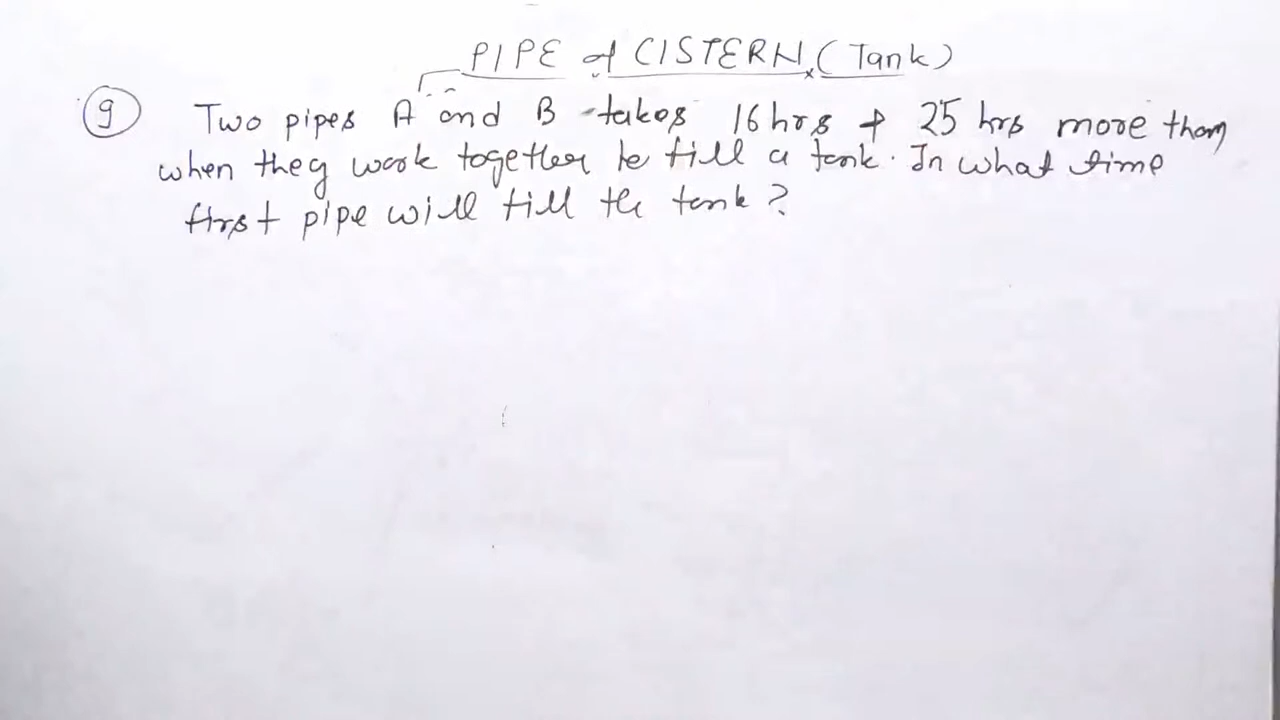 PIPE & CISTERN (Tank)
9 Two pipes A and B takes 16 hrs & 25 hrs more than
when they work together to fill a tank. In what time
first pipe will fill the tank?